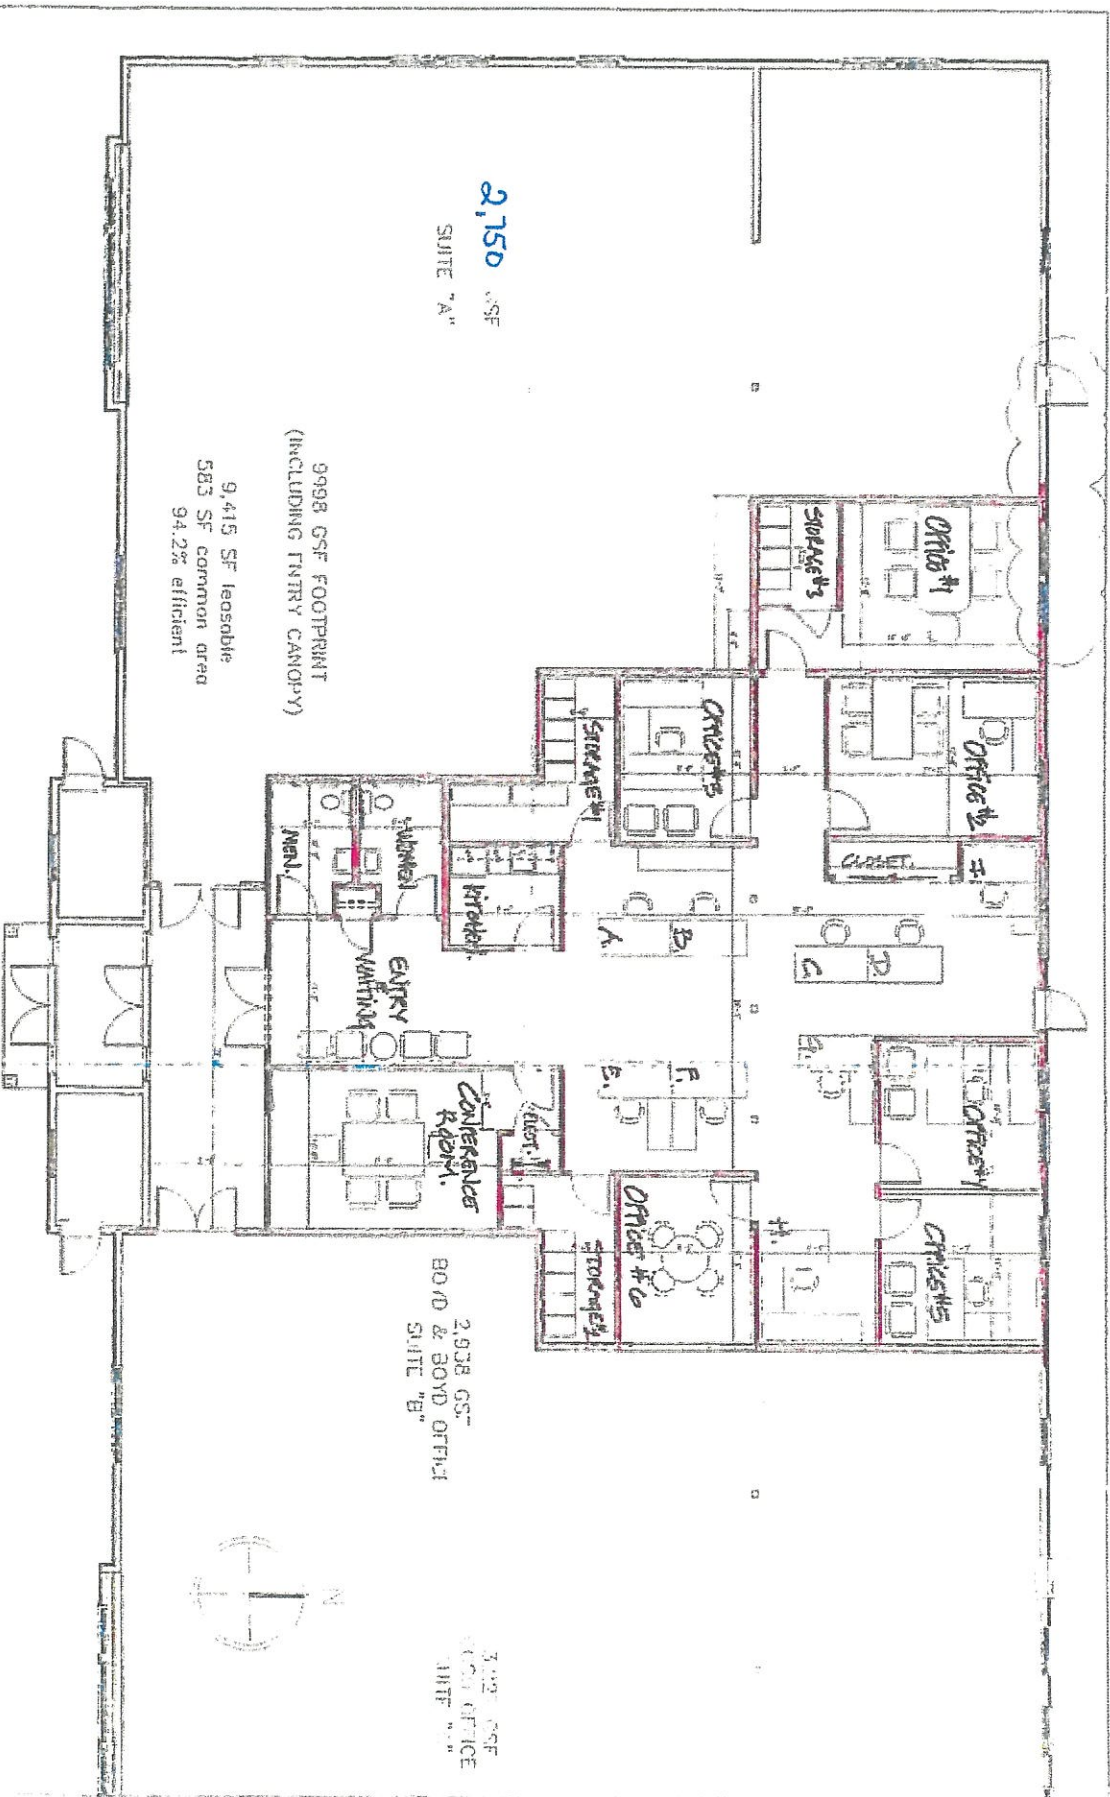 2,750 GSF
SUITE "A"
9998 GSF FOOTPRINT
(INCLUDING ENTRY CANOPY)
9,415 SF leasable
583 SF common area
94.2% efficient
OFFICE #1
STORAGE #3
OFFICE #2
CLOSET.
I.
OFFICE #3
STORAGE #1
KITCHEN.
WOMEN
MEN.
ENTRY
WAITING
A.
B.
C.
D.
E.
F.
G.
H.
OFFICE #4
OFFICE #5
OFFICE #6
STORAGE #2
CONFERENCE
ROOM.
2,938 GSF
BOYD & BOYD OFFICE
SUITE "B"
N
GSF
OFFICE